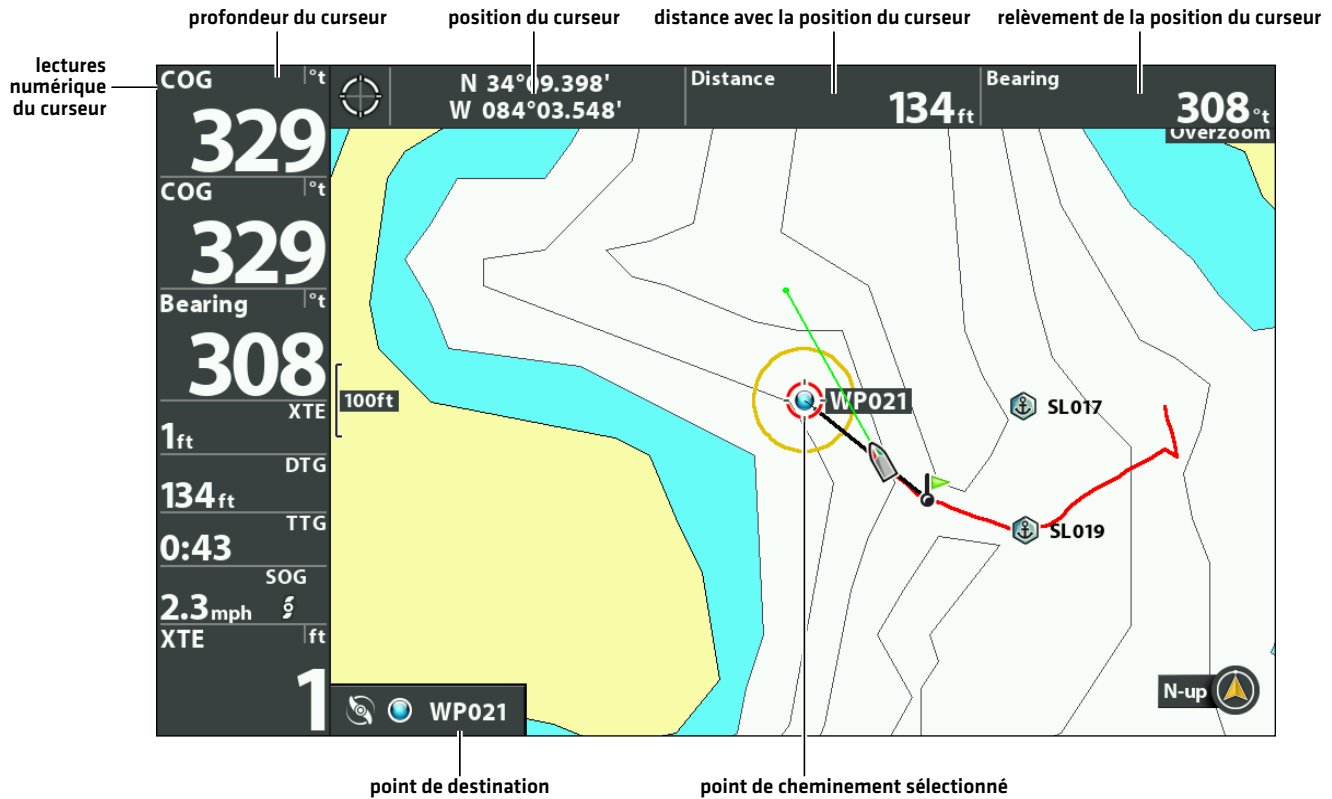 profondeur du curseur
position du curseur
distance avec la position du curseur
relèvement de la position du curseur
lectures
numérique
du curseur
COG °t
329
COG °t
329
Bearing °t
308
XTE
1ft
DTG
134ft
TTG
0:43
SOG
2.3mph
XTE ft
1
N 34°09.398'
W 084°03.548'
Distance
134ft
Bearing
308°t
Overzoom
100ft
WP021
SL017
SL019
N-up
WP021
point de destination
point de cheminement sélectionné